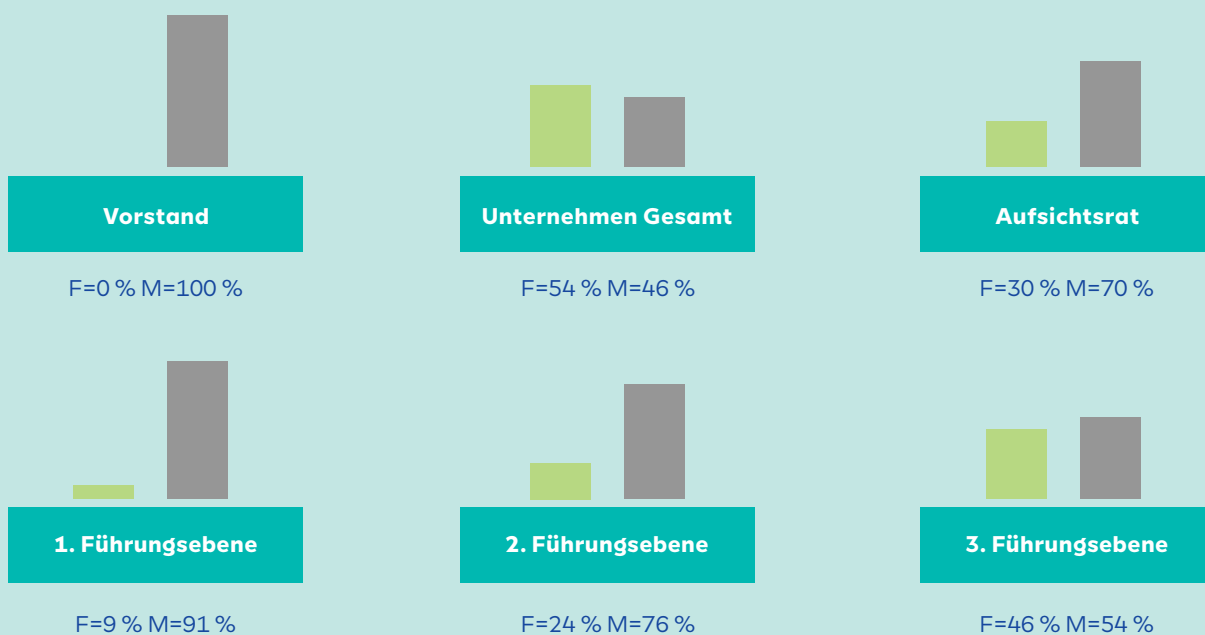 Vorstand
Unternehmen Gesamt
Aufsichtsrat
F=0 % M=100 %
F=54 % M=46 %
F=30 % M=70 %
1. Führungsebene
2. Führungsebene
3. Führungsebene
F=9 % M=91 %
F=24 % M=76 %
F=46 % M=54 %